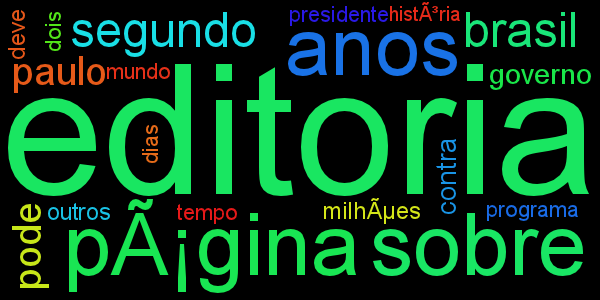 deve
dois
segundo
presidente
histÃ³ria
anos
brasil
paulo
mundo
governo
editoria
dias
contra
pode
outros
tempo
milhÃµes
programa
pÃ¡gina
sobre